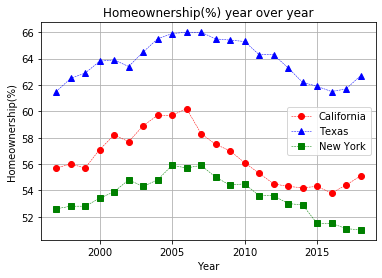 Homeownership(%) year over year
66
64
62
60
58
56
54
52
Homeownership(%)
California
Texas
New York
2000
2005
2010
2015
Year